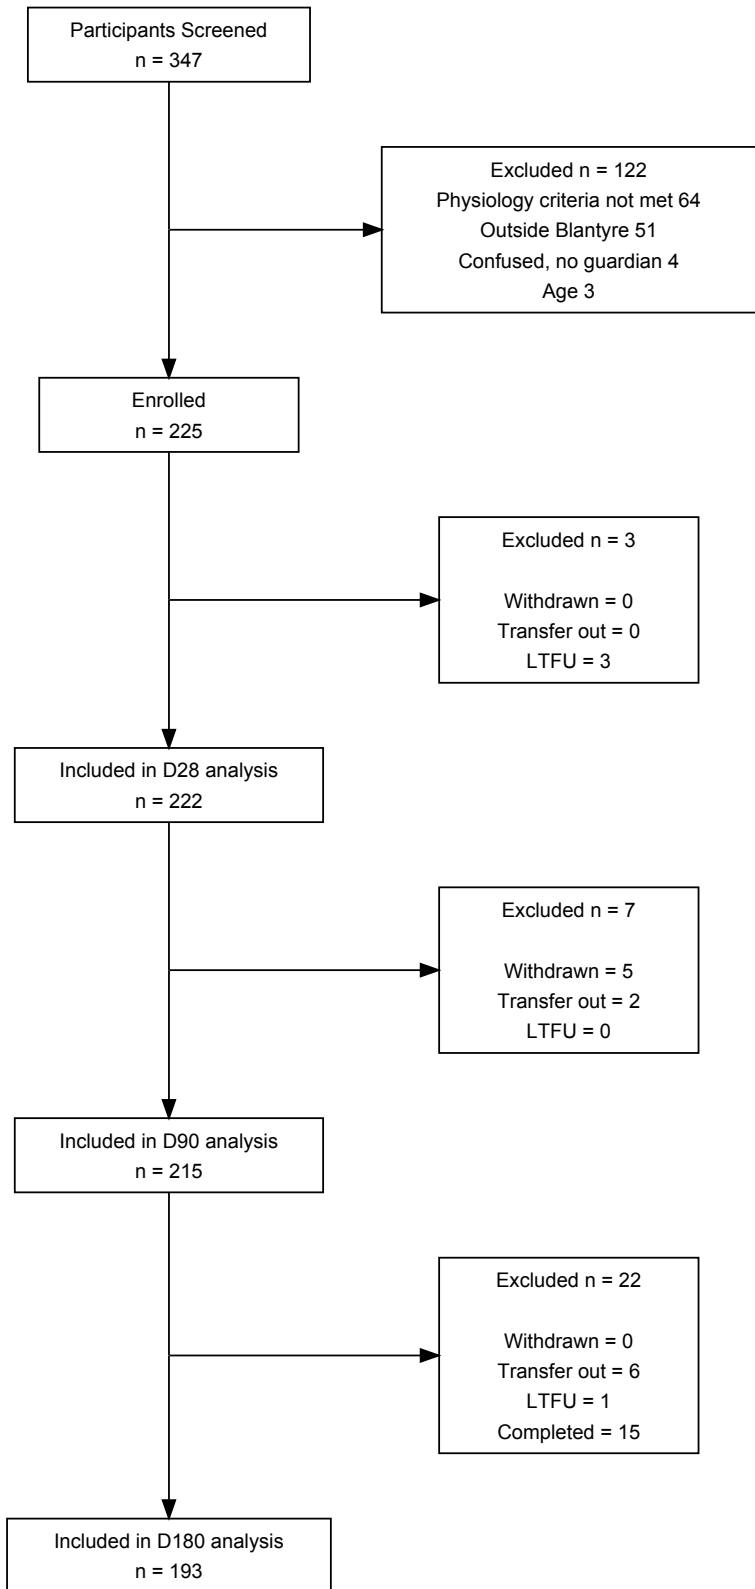 Participants Screened
n = 347
Excluded n = 122
Physiology criteria not met 64
Outside Blantyre 51
Confused, no guardian 4
Age 3
Enrolled
n = 225
Excluded n = 3
Withdrawn = 0
Transfer out = 0
LTFU = 3
Included in D28 analysis
n = 222
Excluded n = 7
Withdrawn = 5
Transfer out = 2
LTFU = 0
Included in D90 analysis
n = 215
Excluded n = 22
Withdrawn = 0
Transfer out = 6
LTFU = 1
Completed = 15
Included in D180 analysis
n = 193